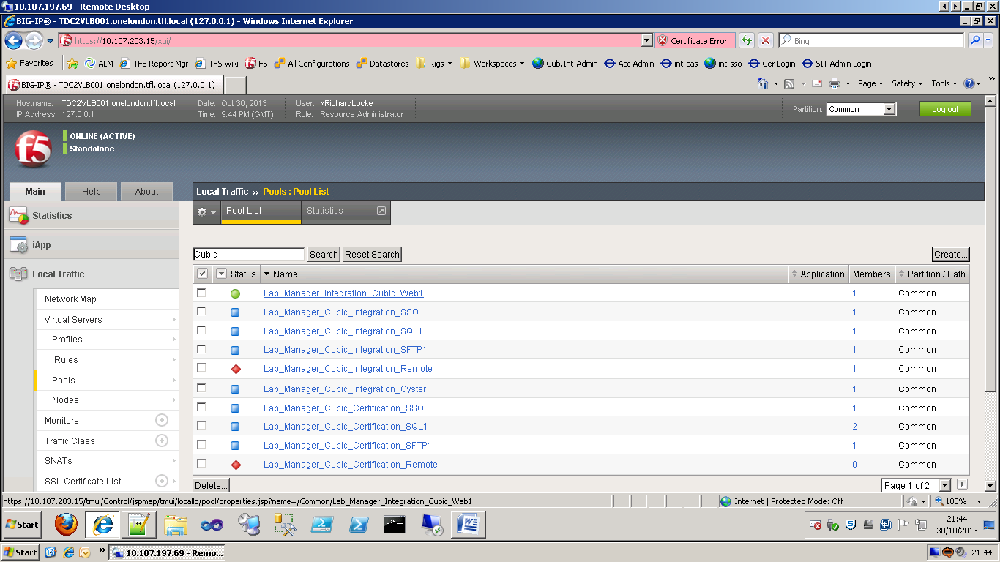 10.107.197.69 - Remote Desktop
BIG-IP® - TDC2VLB001.onelondon.tfl.local (127.0.0.1) - Windows Internet Explorer
https://10.107.203.15/xui/
Certificate Error
Bing
Favorites ALM TFS Report Mgr TFS Wiki F5 All Configurations Datastores Rigs Workspaces Cub.Int.Admin Acc Admin int-cas int-sso Cer Login SIT Admin Login
BIG-IP® - TDC2VLB001.onelondon.tfl.local (127.0.0.1)
Page Safety Tools
Hostname: TDC2VLB001.onelondon.tfl.local Date: Oct 30, 2013 User: xRichardLocke
IP Address: 127.0.0.1 Time: 9:44 PM (GMT) Role: Resource Administrator
Partition: Common Log out
f5
ONLINE (ACTIVE)
Standalone
Main Help About
Local Traffic ›› Pools : Pool List
Statistics
iApp
Local Traffic
Network Map
Virtual Servers
Profiles
iRules
Pools
Nodes
Monitors
Traffic Class
SNATs
SSL Certificate List
Pool List Statistics
Cubic Search Reset Search Create...
Status Name Application Members Partition / Path
Lab_Manager_Integration_Cubic_Web1 1 Common
Lab_Manager_Cubic_Integration_SSO 1 Common
Lab_Manager_Cubic_Integration_SQL1 1 Common
Lab_Manager_Cubic_Integration_SFTP1 1 Common
Lab_Manager_Cubic_Integration_Remote 1 Common
Lab_Manager_Cubic_Integration_Oyster 1 Common
Lab_Manager_Cubic_Certification_SSO 1 Common
Lab_Manager_Cubic_Certification_SQL1 2 Common
Lab_Manager_Cubic_Certification_SFTP1 1 Common
Lab_Manager_Cubic_Certification_Remote 0 Common
Delete... Page 1 of 2
https://10.107.203.15/tmui/Control/jspmap/tmui/locallb/pool/properties.jsp?name=/Common/Lab_Manager_Integration_Cubic_Web1
Internet | Protected Mode: Off 100%
Start
21:44
30/10/2013
Start 10.107.197.69 - Remo... 21:44